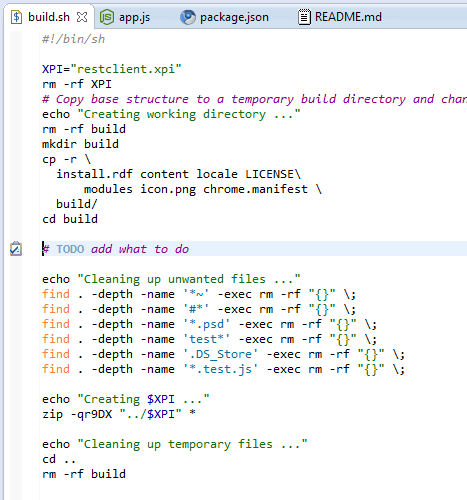 build.sh app.js package.json README.md
#!/bin/sh
XPI="restclient.xpi"
rm -rf XPI
# Copy base structure to a temporary build directory and
echo "Creating working directory ..."
rm -rf build
mkdir build
cp -r \
install.rdf content locale LICENSE\
modules icon.png chrome.manifest \
build/
cd build
# TODO add what to do
echo "Cleaning up unwanted files ..."
find . -depth -name '*~' -exec rm -rf "{}" \;
find . -depth -name '#*' -exec rm -rf "{}" \;
find . -depth -name '*.psd' -exec rm -rf "{}" \;
find . -depth -name 'test*' -exec rm -rf "{}" \;
find . -depth -name '.DS_Store' -exec rm -rf "{}" \;
find . -depth -name '*.test.js' -exec rm -rf "{}" \;
echo "Creating $XPI ..."
zip -qr9DX "../$XPI" *
echo "Cleaning up temporary files ..."
cd ..
rm -rf build